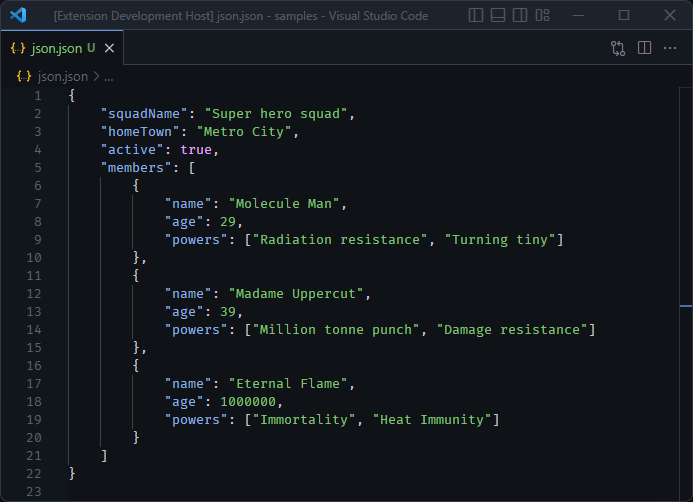 [Extension Development Host] json.json - samples - Visual Studio Code
{..} json.json U
{..} json.json > ...
1 {
2     "squadName": "Super hero squad",
3     "homeTown": "Metro City",
4     "active": true,
5     "members": [
6         {
7             "name": "Molecule Man",
8             "age": 29,
9             "powers": ["Radiation resistance", "Turning tiny"]
10         },
11         {
12             "name": "Madame Uppercut",
13             "age": 39,
14             "powers": ["Million tonne punch", "Damage resistance"]
15         },
16         {
17             "name": "Eternal Flame",
18             "age": 1000000,
19             "powers": ["Immortality", "Heat Immunity"]
20         }
21     ]
22 }
23